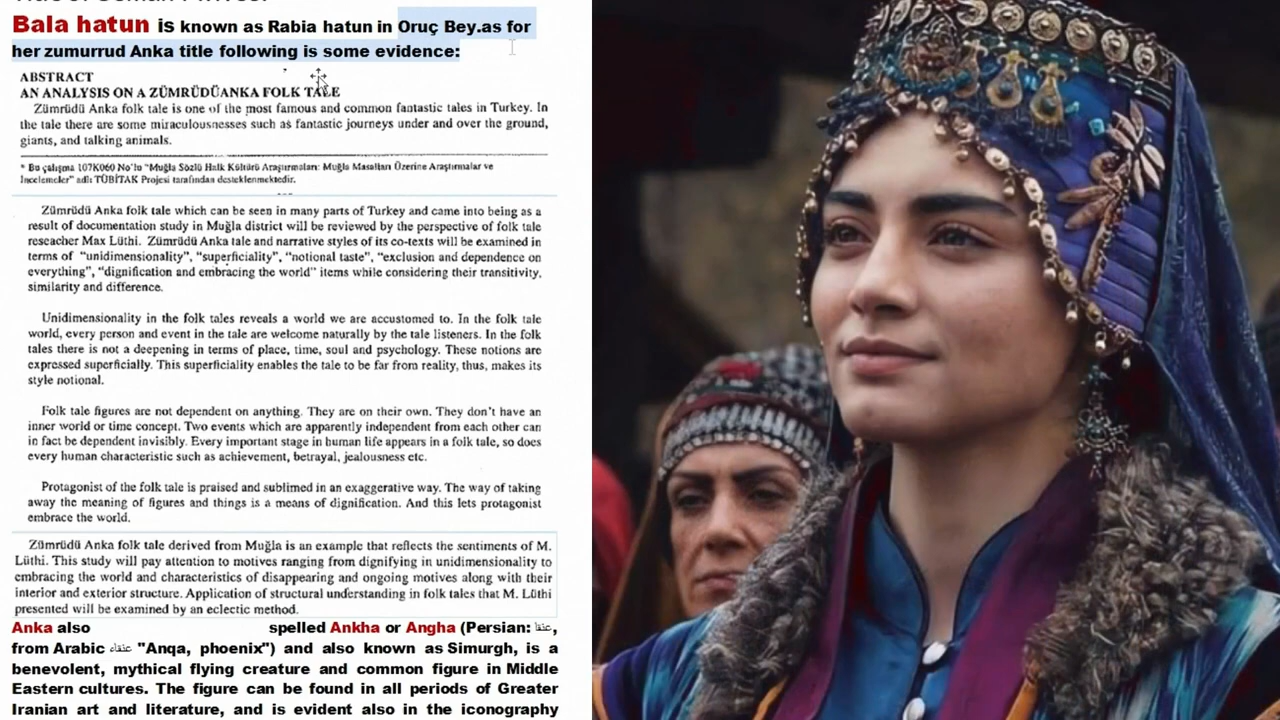 Bala hatun is known as Rabia hatun in Oruç Bey.as for
her zumurrud Anka title following is some evidence:
ABSTRACT
AN ANALYSIS ON A ZÜMRÜDÜANKA FOLK TALE
Zümrüdü Anka folk tale is one of the most famous and common fantastic tales in Turkey. In
the tale there are some miraculousnesses such as fantastic journeys under and over the ground,
giants, and talking animals.
* Bu çalışma 107K060 No'lu "Muğla Sözlü Halk Kültürü Araştırmaları: Muğla Masalları Üzerine Araştırmalar ve
İncelemeler" adlı TÜBİTAK Projesi tarafından desteklenmektedir.
Zümrüdü Anka folk tale which can be seen in many parts of Turkey and came into being as a
result of documentation study in Muğla district will be reviewed by the perspective of folk tale
reseacher Max Lüthi. Zümrüdü Anka tale and narrative styles of its co-texts will be examined in
terms of "unidimensionality", "superficiality", "notional taste", "exclusion and dependence on
everything", "dignification and embracing the world" items while considering their transitivity,
similarity and difference.
Unidimensionality in the folk tales reveals a world we are accustomed to. In the folk tale
world, every person and event in the tale are welcome naturally by the tale listeners. In the folk
tales there is not a deepening in terms of place, time, soul and psychology. These notions are
expressed superficially. This superficiality enables the tale to be far from reality, thus, makes its
style notional.
Folk tale figures are not dependent on anything. They are on their own. They don't have an
inner world or time concept. Two events which are apparently independent from each other can
in fact be dependent invisibly. Every important stage in human life appears in a folk tale, so does
every human characteristic such as achievement, betrayal, jealousness etc.
Protagonist of the folk tale is praised and sublimed in an exaggerative way. The way of taking
away the meaning of figures and things is a means of dignification. And this lets protagonist
embrace the world.
Zümrüdü Anka folk tale derived from Muğla is an example that reflects the sentiments of M.
Lüthi. This study will pay attention to motives ranging from dignifying in unidimensionality to
embracing the world and characteristics of disappearing and ongoing motives along with their
interior and exterior structure. Application of structural understanding in folk tales that M. Lüthi
presented will be examined by an eclectic method.
Anka also spelled Ankha or Angha (Persian: عنقا,
from Arabic عنقاء "Anqa, phoenix") and also known as Simurgh, is a
benevolent, mythical flying creature and common figure in Middle
Eastern cultures. The figure can be found in all periods of Greater
Iranian art and literature, and is evident also in the iconography